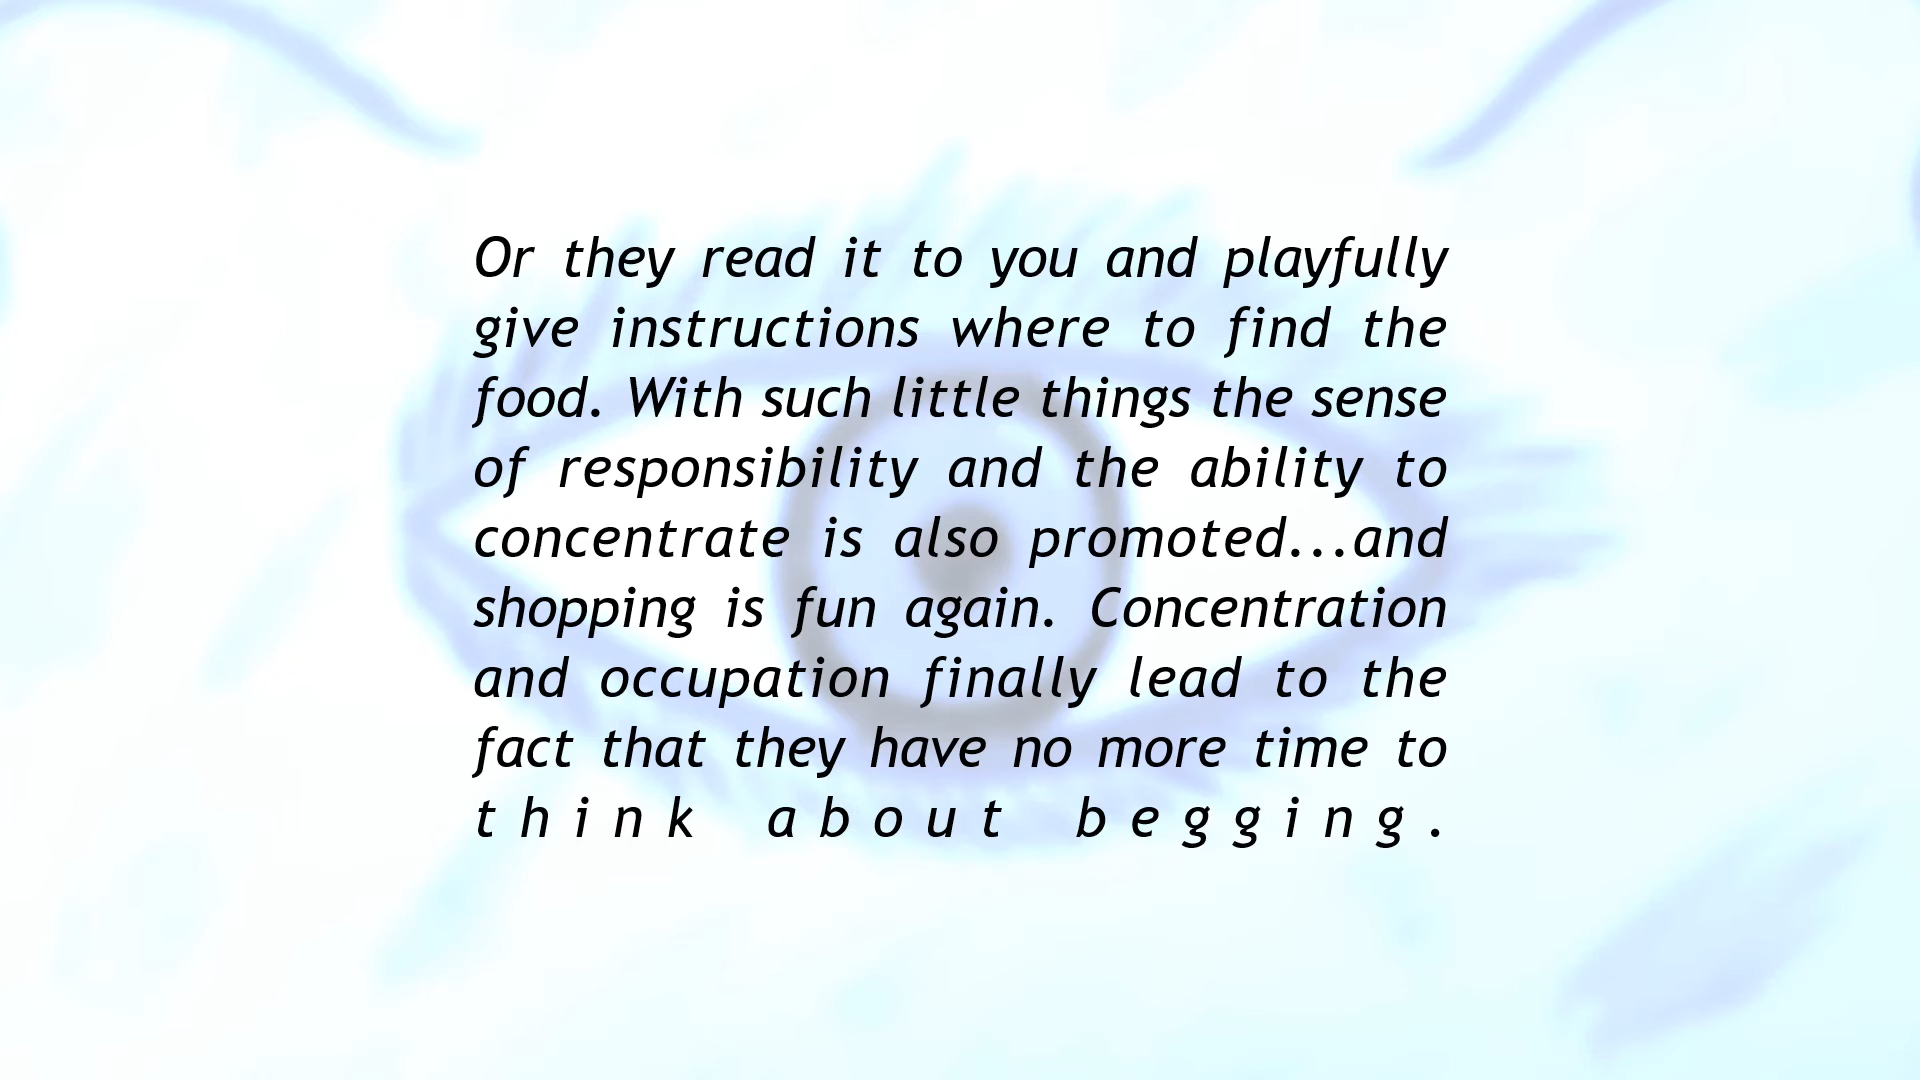 Or they read it to you and playfully
give instructions where to find the
food. With such little things the sense
of responsibility and the ability to
concentrate is also promoted...and
shopping is fun again. Concentration
and occupation finally lead to the
fact that they have no more time to
think about begging.